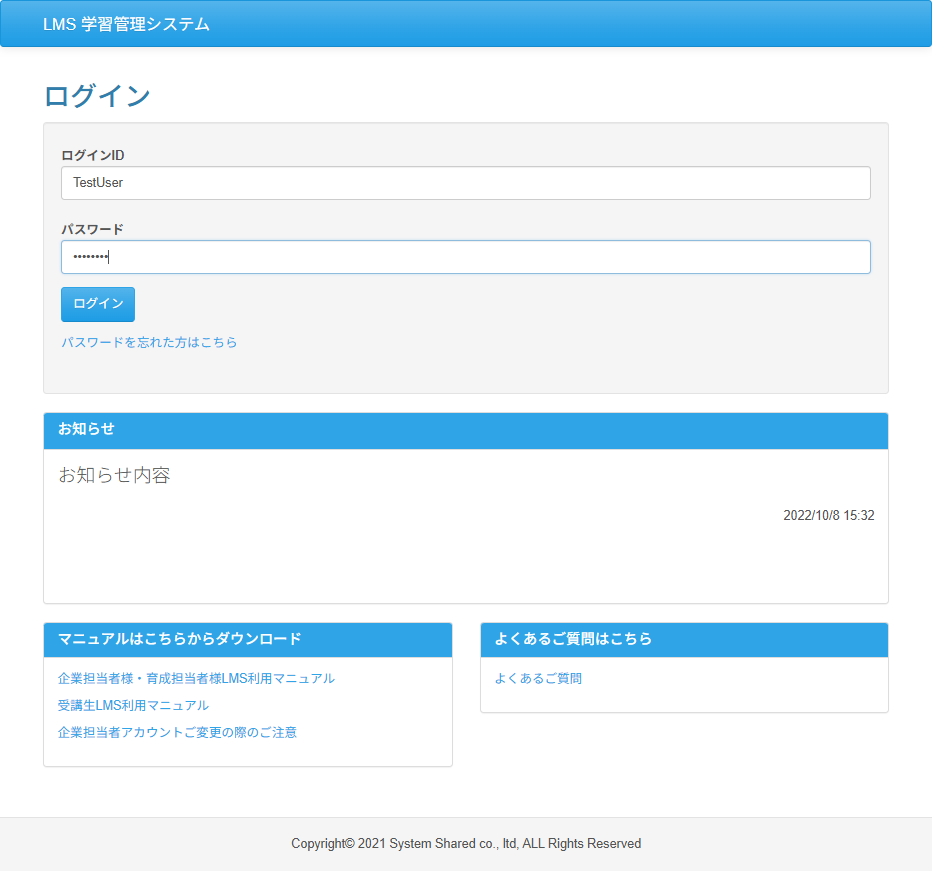 LMS 学習管理システム
ログイン
ログインID
TestUser
パスワード
••••••••
ログイン
パスワードを忘れた方はこちら
お知らせ
お知らせ内容
2022/10/8 15:32
マニュアルはこちらからダウンロード
企業担当者様・育成担当者様LMS利用マニュアル
受講生LMS利用マニュアル
企業担当者アカウントご変更の際のご注意
よくあるご質問はこちら
よくあるご質問
Copyright© 2021 System Shared co., ltd, ALL Rights Reserved